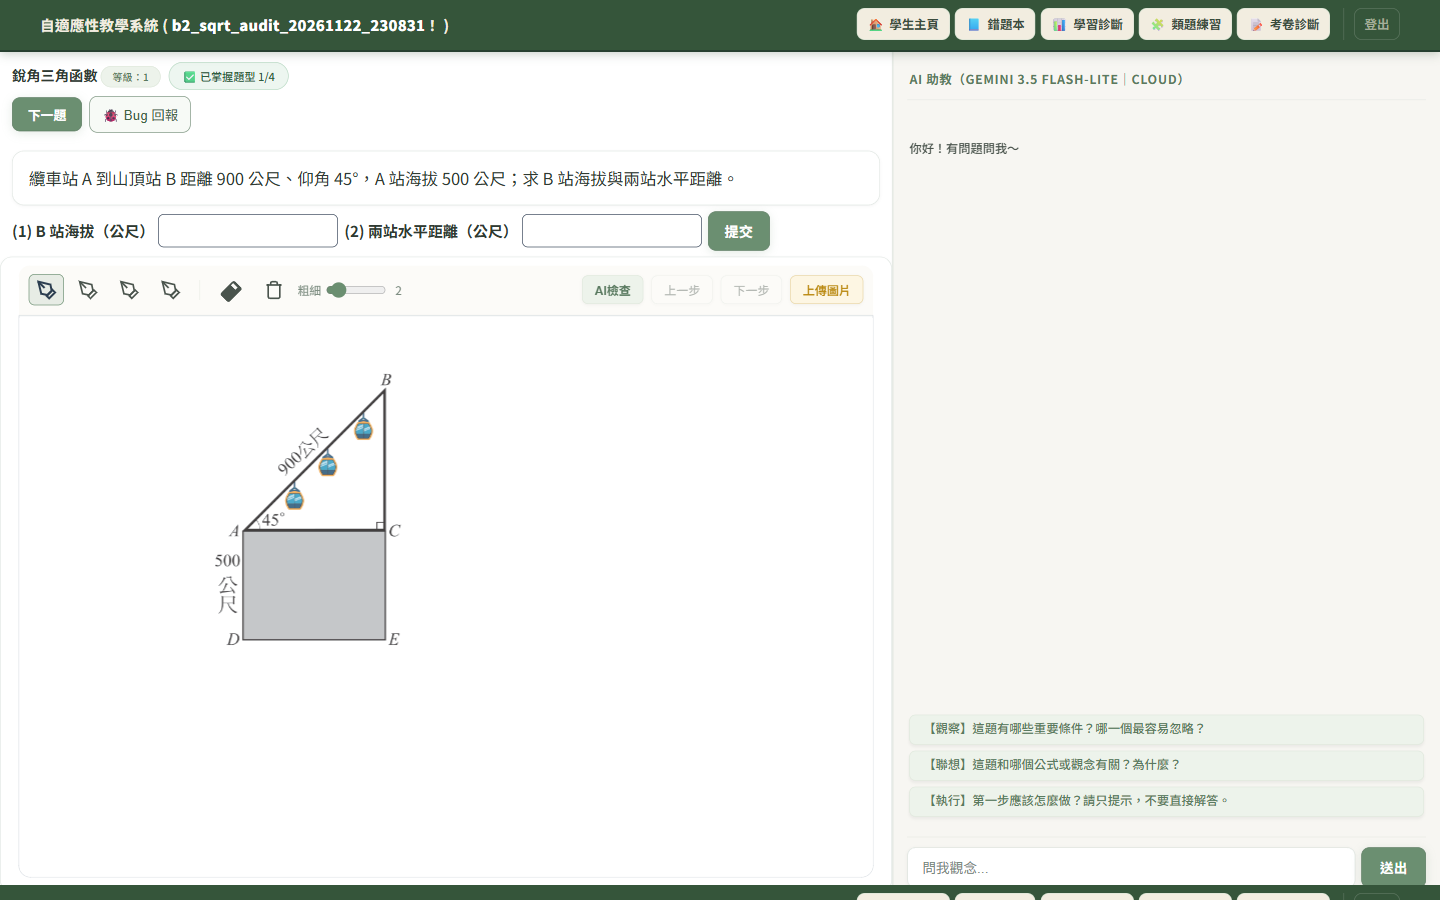 自適應性教學系統 ( b2_sqrt_audit_20261122_230831！ )
學生主頁 錯題本 學習診斷 類題練習 考卷診斷 登出
銳角三角函數 等級：1 已掌握題型 1/4
下一題 Bug 回報
纜車站 A 到山頂站 B 距離 900 公尺、仰角 45°，A 站海拔 500 公尺；求 B 站海拔與兩站水平距離。
(1) B 站海拔（公尺） (2) 兩站水平距離（公尺） 提交
粗細 2 AI檢查 上一步 下一步 上傳圖片
B
900公尺
45°
A
C
500
公
尺
D
E
AI 助教（GEMINI 3.5 FLASH-LITE｜CLOUD）
你好！有問題問我～
【觀察】這題有哪些重要條件？哪一個最容易忽略？
【聯想】這題和哪個公式或觀念有關？為什麼？
【執行】第一步應該怎麼做？請只提示，不要直接解答。
問我觀念... 送出